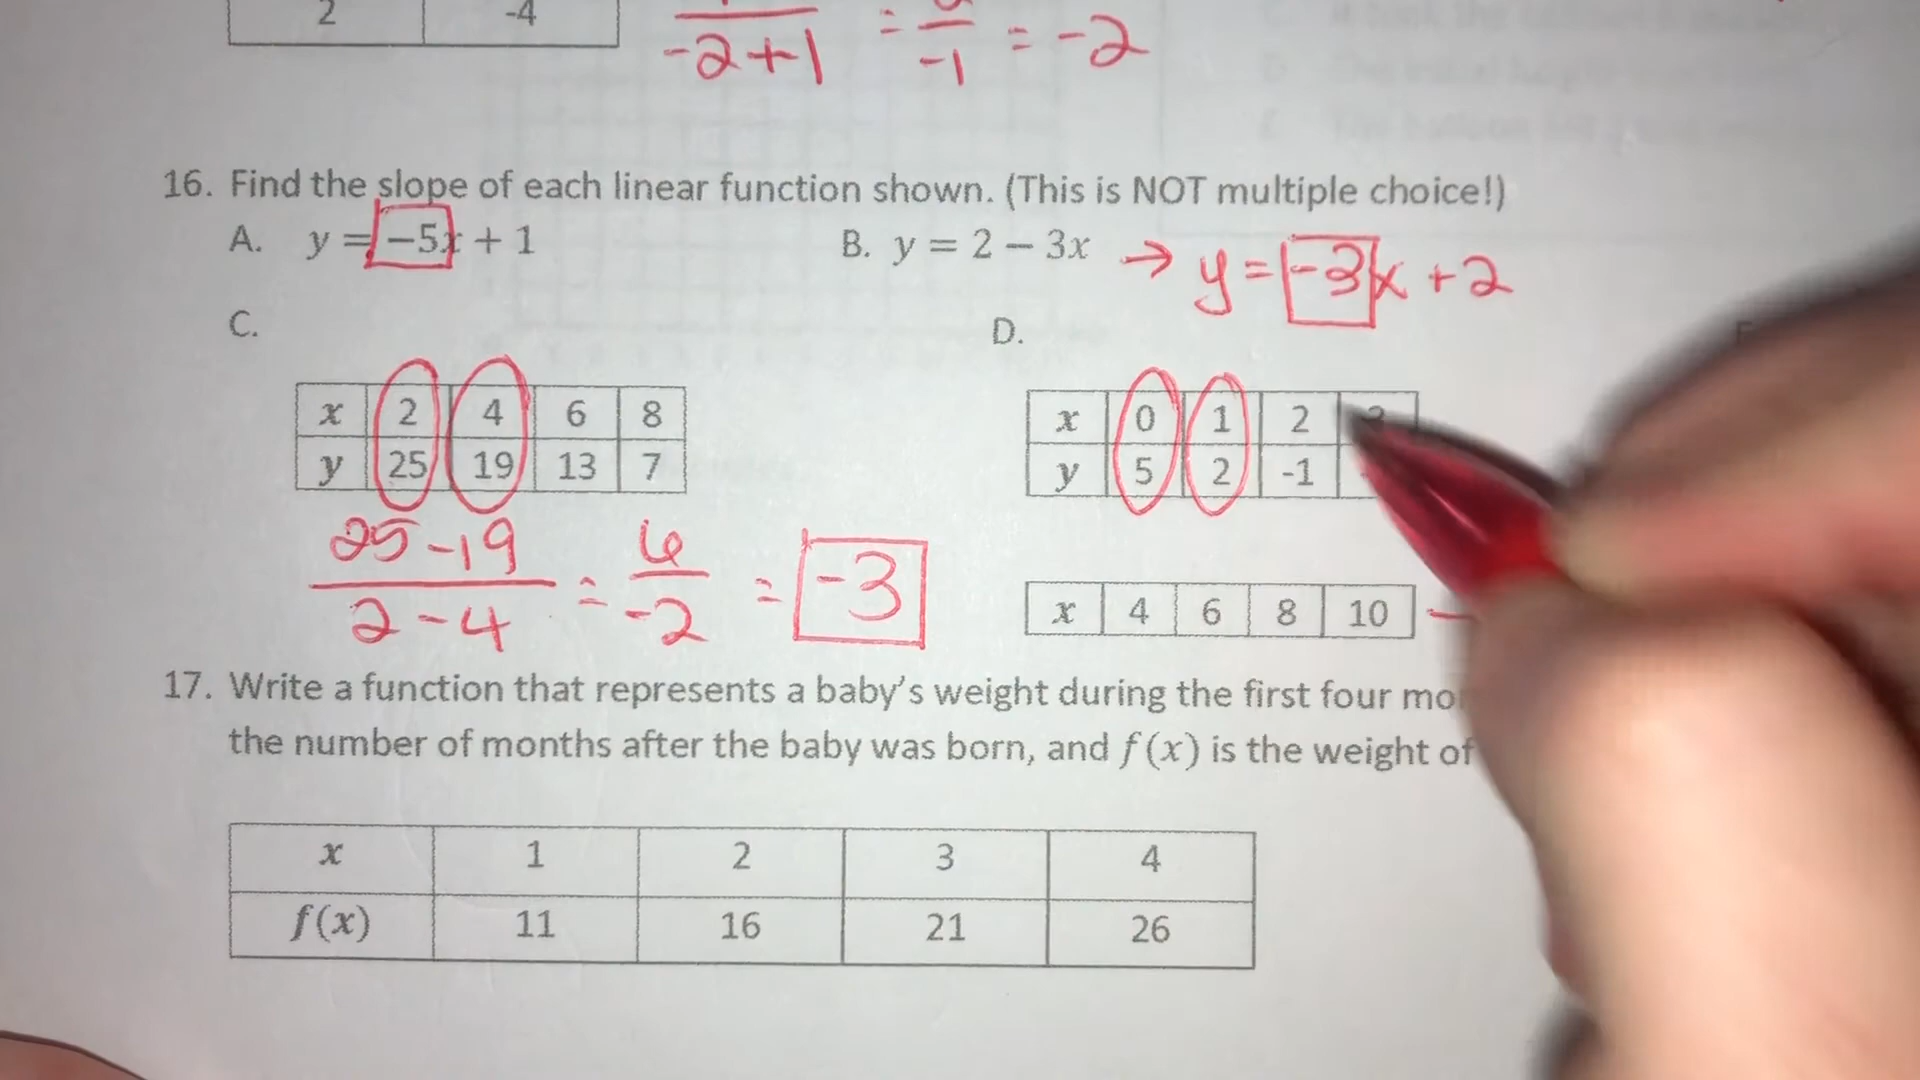 2 -4
-2+1 = -1 = -2
16. Find the slope of each linear function shown. (This is NOT multiple choice!)
A. y = -5x + 1
B. y = 2 – 3x → y = -3x + 2
C.
D.
x 2 4 6 8
y 25 19 13 7
x 0 1 2
y 5 2 -1
25-19 = 6 = -3
2-4 -2
x 4 6 8 10
17. Write a function that represents a baby's weight during the first four
the number of months after the baby was born, and f(x) is the weight of
x 1 2 3 4
f(x) 11 16 21 26